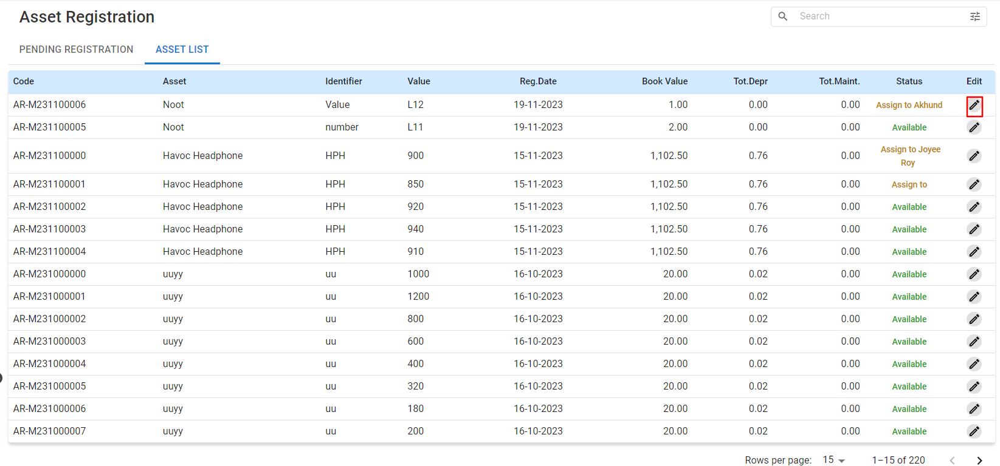 Asset Registration
Search
PENDING REGISTRATION ASSET LIST
Code Asset Identifier Value Reg.Date Book Value Tot.Depr Tot.Maint. Status Edit
AR-M231100006 Noot Value L12 19-11-2023 1.00 0.00 0.00 Assign to Akhund
AR-M231100005 Noot number L11 19-11-2023 2.00 0.00 0.00 Available
AR-M231100000 Havoc Headphone HPH 900 15-11-2023 1,102.50 0.76 0.00 Assign to Joyee
Roy
AR-M231100001 Havoc Headphone HPH 850 15-11-2023 1,102.50 0.76 0.00 Assign to
AR-M231100002 Havoc Headphone HPH 920 15-11-2023 1,102.50 0.76 0.00 Available
AR-M231100003 Havoc Headphone HPH 940 15-11-2023 1,102.50 0.76 0.00 Available
AR-M231100004 Havoc Headphone HPH 910 15-11-2023 1,102.50 0.76 0.00 Available
AR-M231000000 uuyy uu 1000 16-10-2023 20.00 0.02 0.00 Available
AR-M231000001 uuyy uu 1200 16-10-2023 20.00 0.02 0.00 Available
AR-M231000002 uuyy uu 800 16-10-2023 20.00 0.02 0.00 Available
AR-M231000003 uuyy uu 600 16-10-2023 20.00 0.02 0.00 Available
AR-M231000004 uuyy uu 400 16-10-2023 20.00 0.02 0.00 Available
AR-M231000005 uuyy uu 320 16-10-2023 20.00 0.02 0.00 Available
AR-M231000006 uuyy uu 180 16-10-2023 20.00 0.02 0.00 Available
AR-M231000007 uuyy uu 200 16-10-2023 20.00 0.02 0.00 Available
Rows per page: 15 1–15 of 220